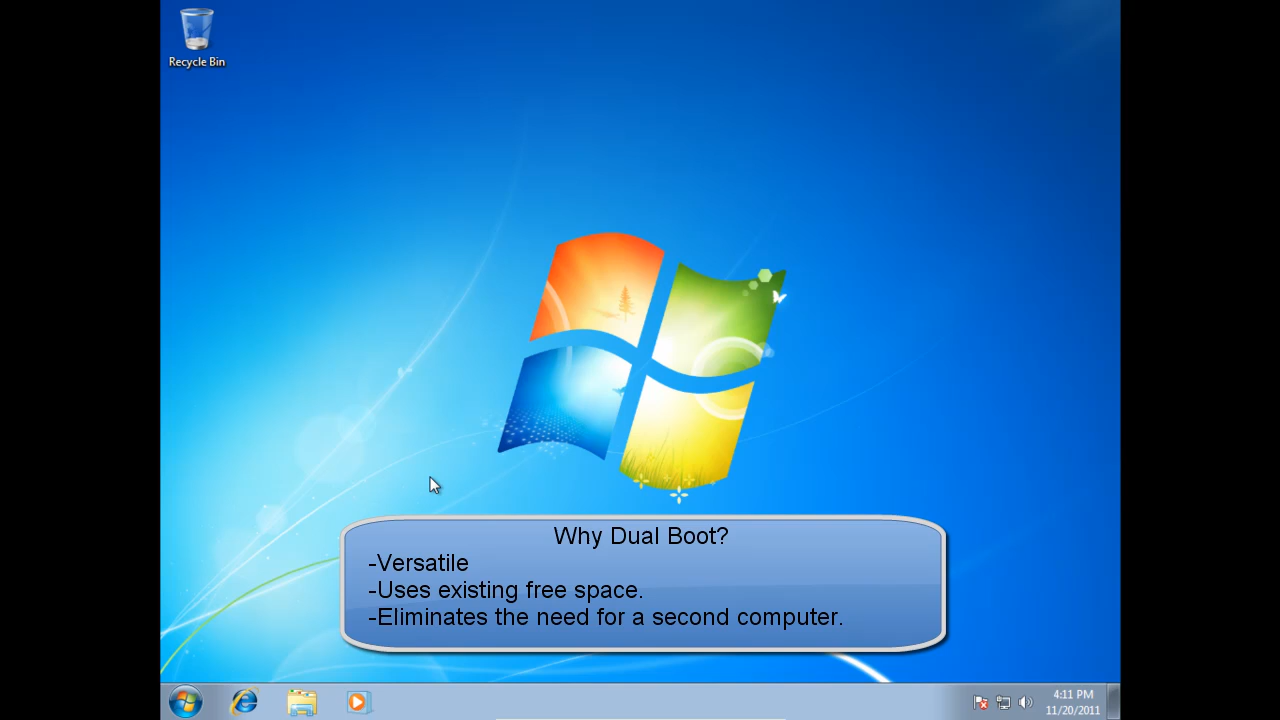 Recycle Bin
Why Dual Boot?
-Versatile
-Uses existing free space.
-Eliminates the need for a second computer.
4:11 PM
11/20/2011